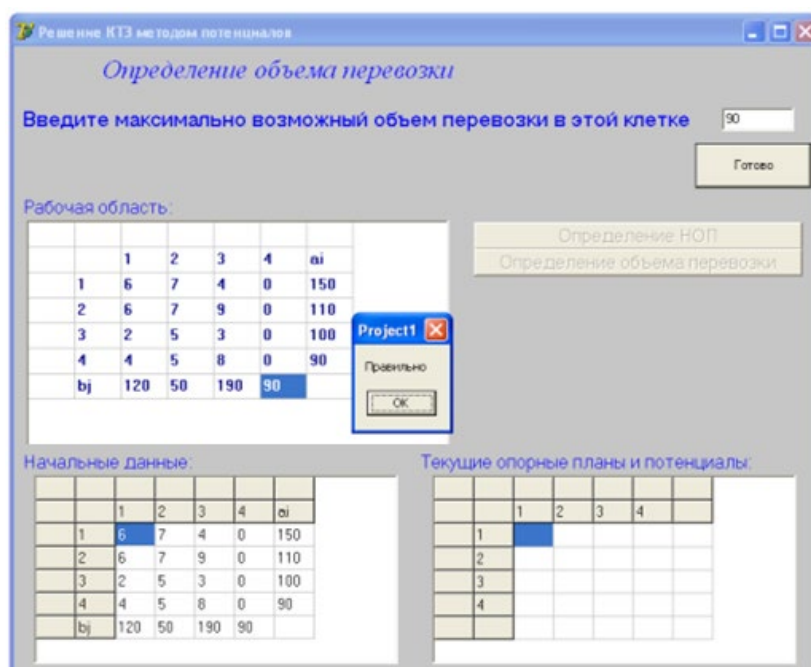 Решение КТЗ методом потенциалов
Определение объема перевозки
Введите максимально возможный объем перевозки в этой клетке 90
Готово
Рабочая область:
Определение НОП
Определение объема перевозки
1 2 3 4 ai
1 6 7 4 0 150
2 6 7 9 0 110
3 2 5 3 0 100
4 4 5 8 0 90
bj 120 50 190 90
Project1
Правильно
OK
Начальные данные:
1 2 3 4 ai
1 6 7 4 0 150
2 6 7 9 0 110
3 2 5 3 0 100
4 4 5 8 0 90
bj 120 50 190 90
Текущие опорные планы и потенциалы:
1 2 3 4
1
2
3
4